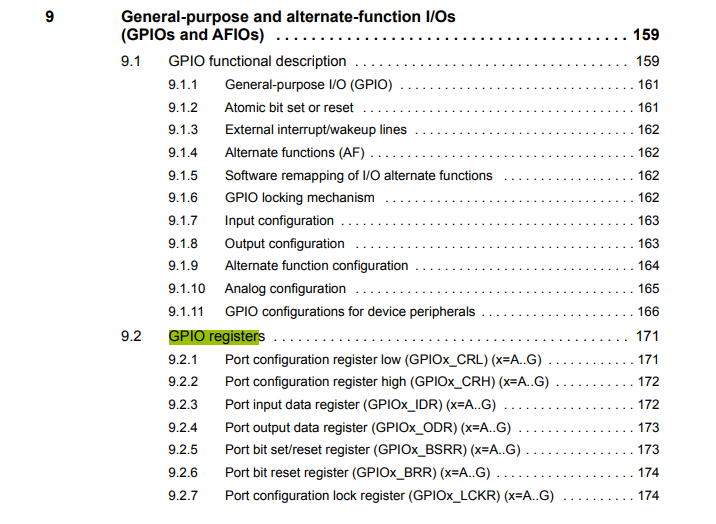 9 General-purpose and alternate-function I/Os
(GPIOs and AFIOs) . . . . . . . . . . . . . . . . . . . . . . . . . . . . . . . . . . . . . . 159
9.1 GPIO functional description . . . . . . . . . . . . . . . . . . . . . . . . . . . . . . . . . . 159
9.1.1 General-purpose I/O (GPIO) . . . . . . . . . . . . . . . . . . . . . . . . . . . . . . . 161
9.1.2 Atomic bit set or reset . . . . . . . . . . . . . . . . . . . . . . . . . . . . . . . . . . . . 161
9.1.3 External interrupt/wakeup lines . . . . . . . . . . . . . . . . . . . . . . . . . . . . . 162
9.1.4 Alternate functions (AF) . . . . . . . . . . . . . . . . . . . . . . . . . . . . . . . . . . . 162
9.1.5 Software remapping of I/O alternate functions . . . . . . . . . . . . . . . . . 162
9.1.6 GPIO locking mechanism . . . . . . . . . . . . . . . . . . . . . . . . . . . . . . . . . 162
9.1.7 Input configuration . . . . . . . . . . . . . . . . . . . . . . . . . . . . . . . . . . . . . . . 163
9.1.8 Output configuration . . . . . . . . . . . . . . . . . . . . . . . . . . . . . . . . . . . . . 163
9.1.9 Alternate function configuration . . . . . . . . . . . . . . . . . . . . . . . . . . . . . 164
9.1.10 Analog configuration . . . . . . . . . . . . . . . . . . . . . . . . . . . . . . . . . . . . . 165
9.1.11 GPIO configurations for device peripherals . . . . . . . . . . . . . . . . . . . . 166
9.2 GPIO registers . . . . . . . . . . . . . . . . . . . . . . . . . . . . . . . . . . . . . . . . . . . . 171
9.2.1 Port configuration register low (GPIOx_CRL) (x=A..G) . . . . . . . . . . . 171
9.2.2 Port configuration register high (GPIOx_CRH) (x=A..G) . . . . . . . . . . 172
9.2.3 Port input data register (GPIOx_IDR) (x=A..G) . . . . . . . . . . . . . . . . . 172
9.2.4 Port output data register (GPIOx_ODR) (x=A..G) . . . . . . . . . . . . . . . 173
9.2.5 Port bit set/reset register (GPIOx_BSRR) (x=A..G) . . . . . . . . . . . . . . 173
9.2.6 Port bit reset register (GPIOx_BRR) (x=A..G) . . . . . . . . . . . . . . . . . . 174
9.2.7 Port configuration lock register (GPIOx_LCKR) (x=A..G) . . . . . . . . . . 174